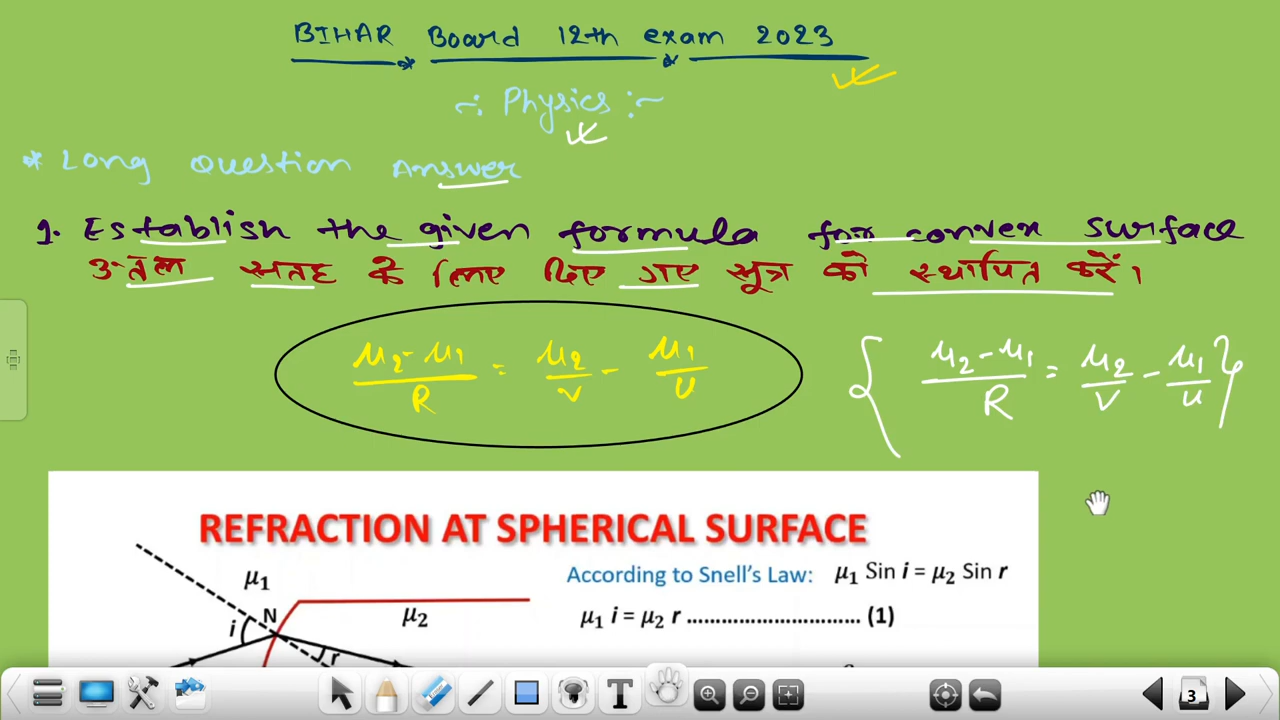 BIHAR Board 12th exam 2023
-: Physics :-
* Long Question Answer
1. Establish the given formula for convex surface
उत्तल सतह के लिए दिए गए सूत्र को स्थापित करें।
μ2 - μ1 / R = μ2 / v - μ1 / u
{ μ2 - μ1 / R = μ2 / v - μ1 / u }
REFRACTION AT SPHERICAL SURFACE
According to Snell's Law: μ1 Sin i = μ2 Sin r
μ1 i = μ2 r .............................. (1)
μ1
N
μ2
i
r
T
3